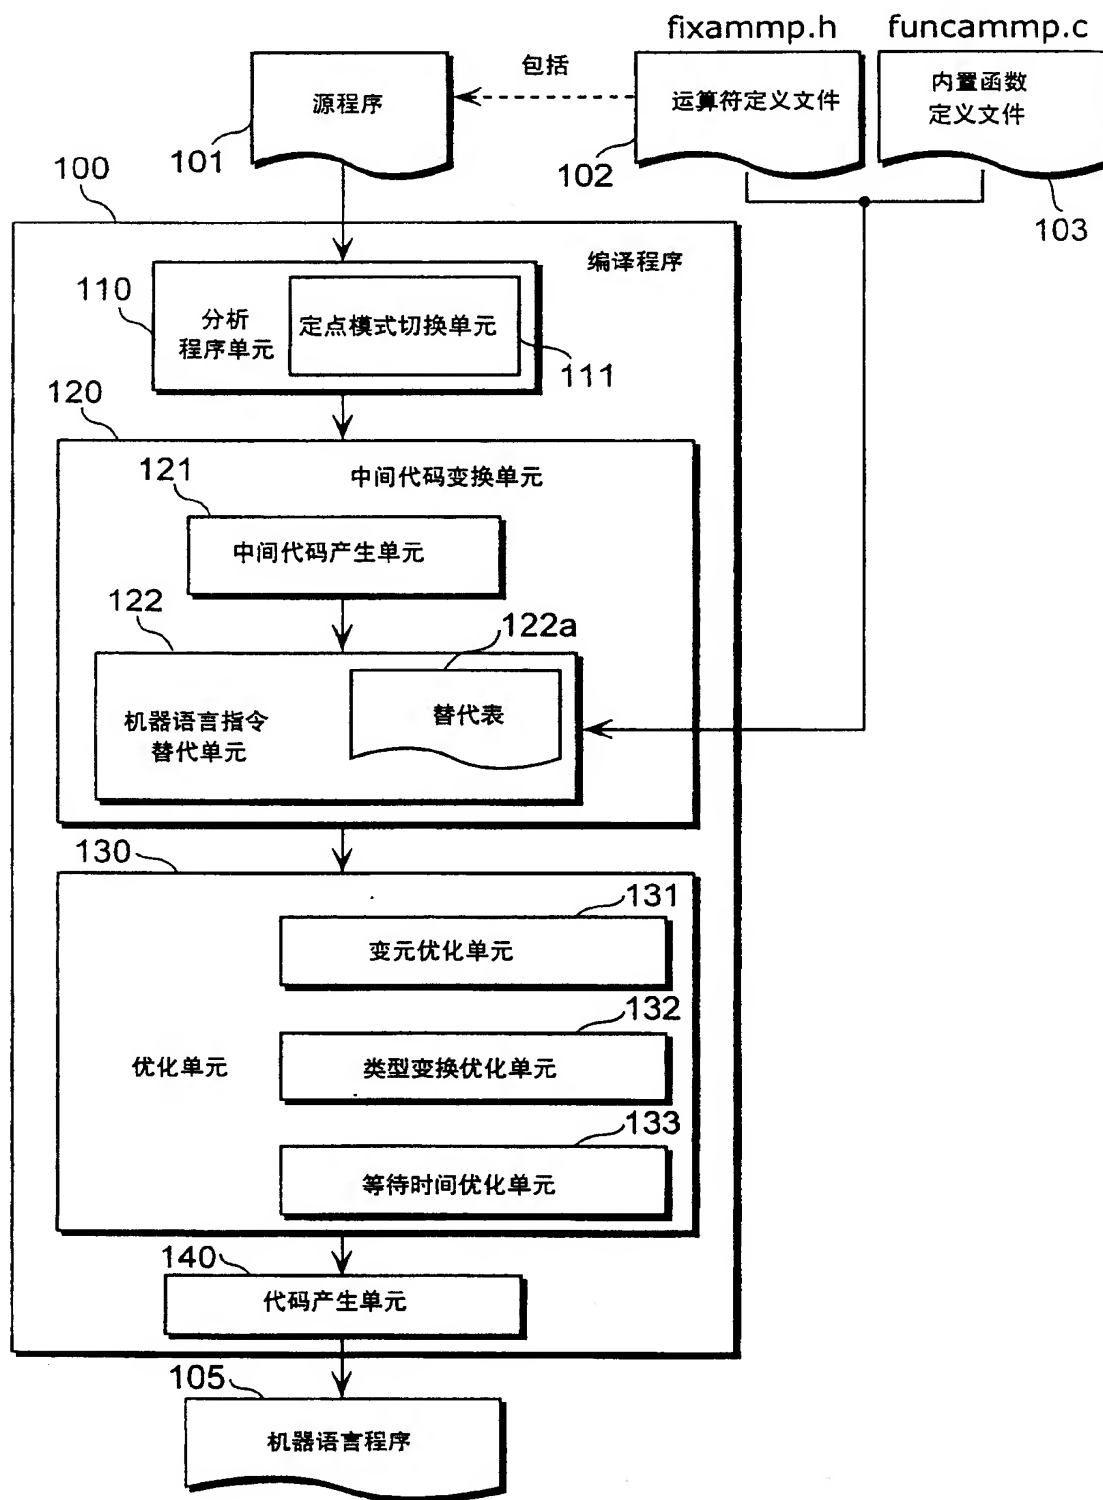 fixammp.h
funcammp.c
包括
源程序
运算符定义文件
内置函数
定义文件
101
102
103
100
编译程序
110
分析
程序单元
定点模式切换单元
111
120
中间代码变换单元
121
中间代码产生单元
122
122a
机器语言指令
替代单元
替代表
130
131
变元优化单元
132
优化单元
类型变换优化单元
133
等待时间优化单元
140
代码产生单元
105
机器语言程序